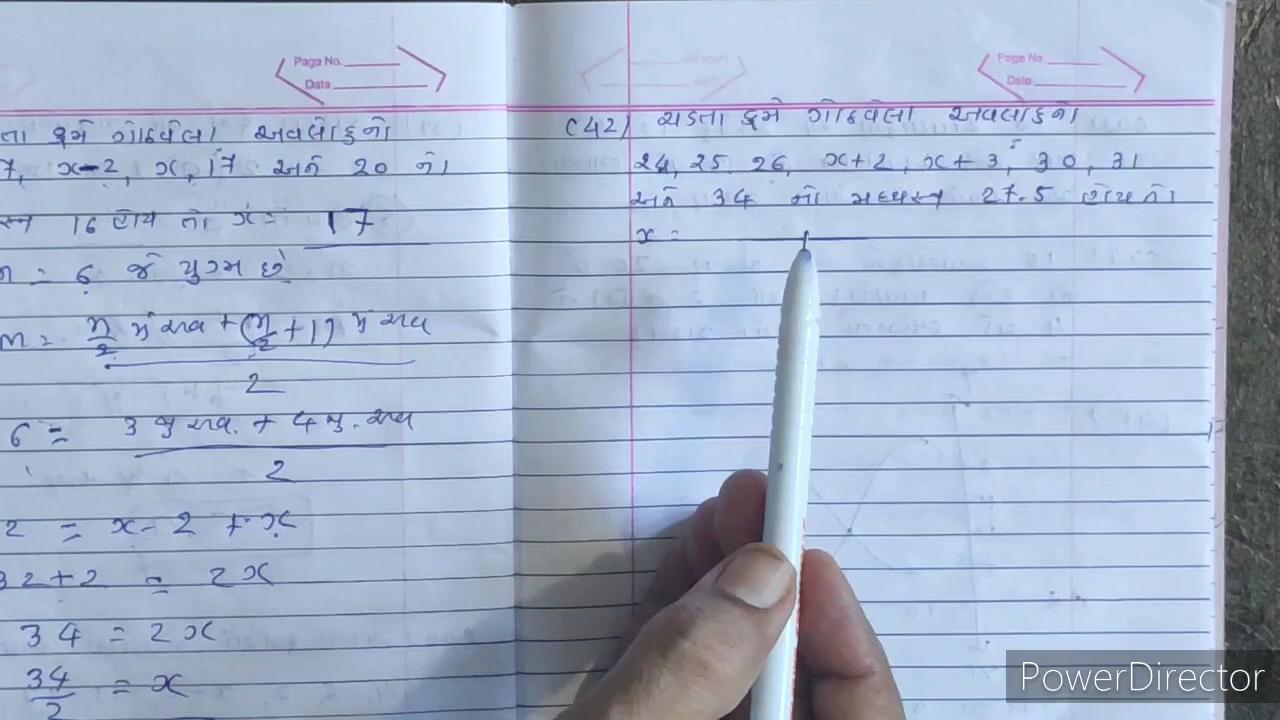 Page No.
Date
તા ક્રમે ગોઠવેલા અવલોકનો
7, x-2, x, 17 અને 20 નો
સ્થ 16 હોય તો x = 17
n = 6 જે યુગ્મ છે
m = n/2 મું અવ + (n/2 + 1) મું અવ
2
6 = 3 જું અવ. + 4 થું. અવ
2
2 = x - 2 + x
32 + 2 = 2x
34 = 2x
34/2 = x
Page No.
Date
(42) ચડતા ક્રમે ગોઠવેલા અવલોકનો
24, 25, 26, x+2, x+3, 30, 31
અને 34 નો મધ્યસ્થ 27.5 હોય તો
x =
PowerDirector